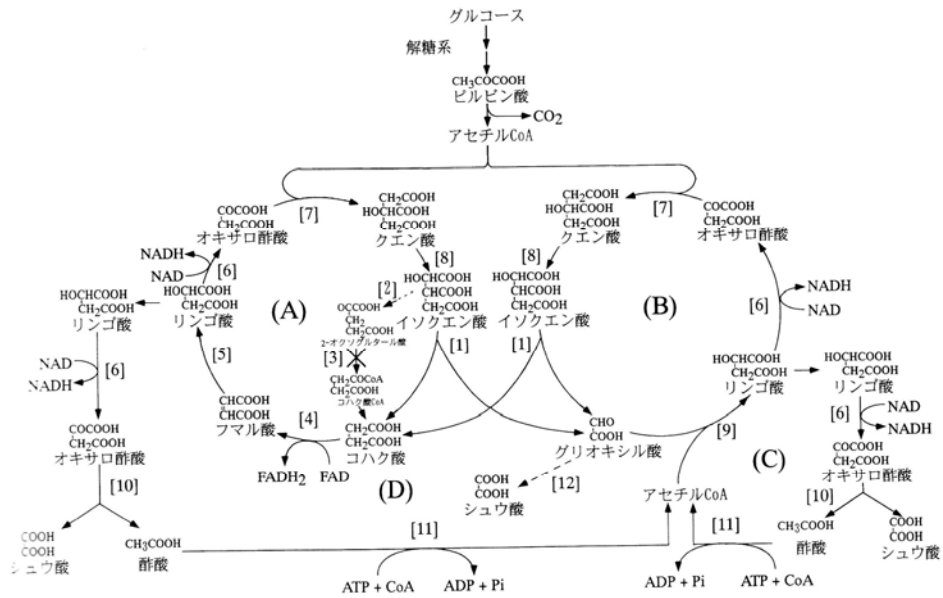 グルコース
解糖系
CH3COCOOH
ピルビン酸
CO2
アセチルCoA
COCOOH
CH2COOH
オキサロ酢酸
[7]
CH2COOH
HOCHCOOH
CH2COOH
クエン酸
CH2COOH
HOCHCOOH
CH2COOH
クエン酸
[7]
COCOOH
CH2COOH
オキサロ酢酸
NADH
NAD
[6]
[8]
[8]
HOCHCOOH
CH2COOH
リンゴ酸
HOCHCOOH
CH2COOH
リンゴ酸
(A)
[2]
HOCHCOOH
CHCOOH
CH2COOH
イソクエン酸
HOCHCOOH
CHCOOH
CH2COOH
イソクエン酸
(B)
[6]
NADH
NAD
OCCOOH
CH2
CH2COOH
2-オクソグルタール酸
[5]
[3]
[1]
[1]
NAD
NADH
[6]
CH2COCoA
CH2COOH
コハク酸CoA
HOCHCOOH
CH2COOH
リンゴ酸
HOCHCOOH
CH2COOH
リンゴ酸
CHCOOH
CHCOOH
フマル酸
[4]
CH2COOH
CH2COOH
コハク酸
CHO
COOH
グリオキシル酸
[9]
[6]
NAD
NADH
COCOOH
CH2COOH
オキサロ酢酸
FADH2
FAD
(D)
[12]
COOH
COOH
シュウ酸
(C)
COCOOH
CH2COOH
オキサロ酢酸
アセチルCoA
[10]
[10]
COOH
COOH
シュウ酸
CH3COOH
酢酸
[11]
[11]
CH3COOH
酢酸
COOH
COOH
シュウ酸
ATP + CoA
ADP + Pi
ADP + Pi
ATP + CoA